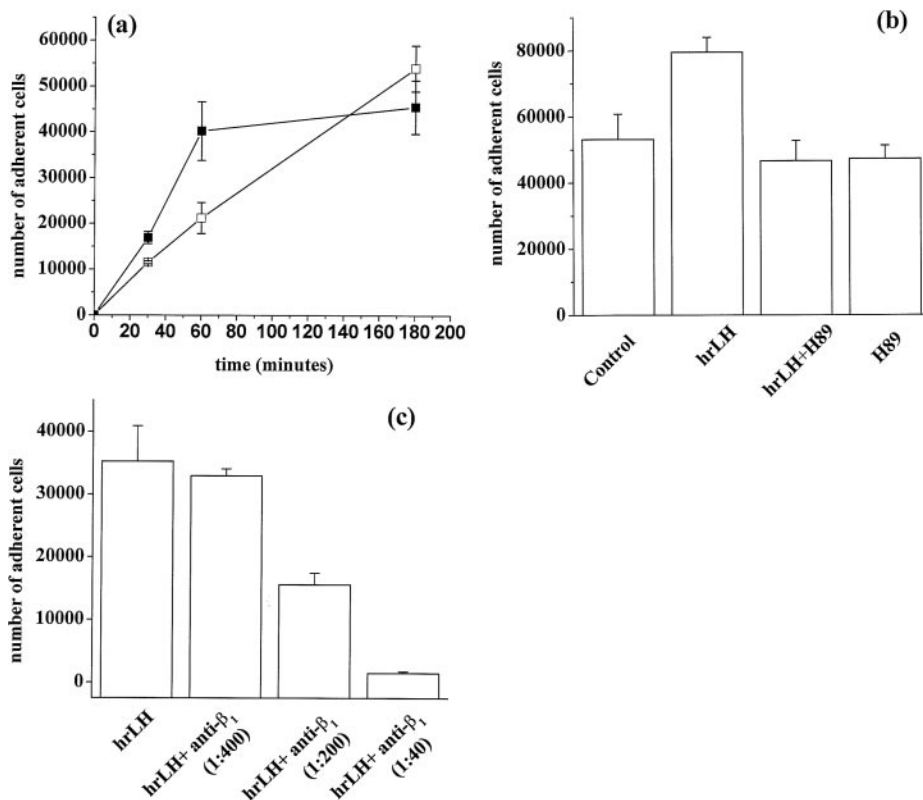 (a)
60000
50000
40000
30000
20000
10000
0
number of adherent cells
0 20 40 60 80 100 120 140 160 180 200
time (minutes)
(b)
80000
60000
40000
20000
0
number of adherent cells
Control
hrLH
hrLH+H89
H89
(c)
40000
30000
20000
10000
0
number of adherent cells
hrLH
hrLH+ anti-β₁
(1:400)
hrLH+ anti-β₁
(1:200)
hrLH+ anti-β₁
(1:40)